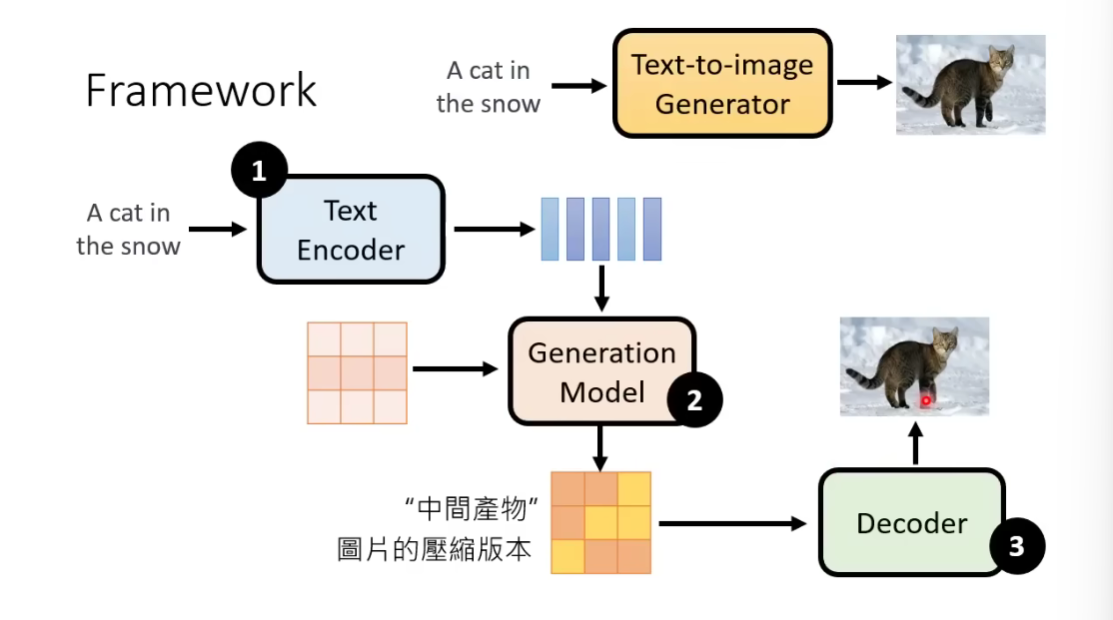 Framework
A cat in
the snow
Text-to-image
Generator
1
A cat in
the snow
Text
Encoder
Generation
Model
2
“中間產物”
圖片的壓縮版本
Decoder
3